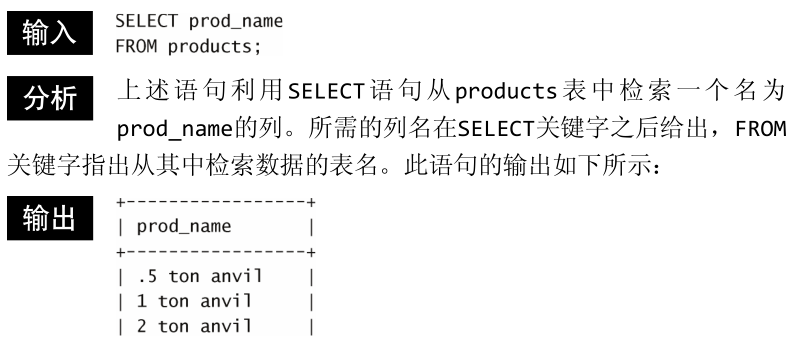 输入
SELECT prod_name
FROM products;
分析
上述语句利用SELECT语句从products表中检索一个名为
prod_name的列。所需的列名在SELECT关键字之后给出，FROM
关键字指出从其中检索数据的表名。此语句的输出如下所示：
输出
+-----------------+
| prod_name       |
+-----------------+
| .5 ton anvil    |
| 1 ton anvil     |
| 2 ton anvil     |